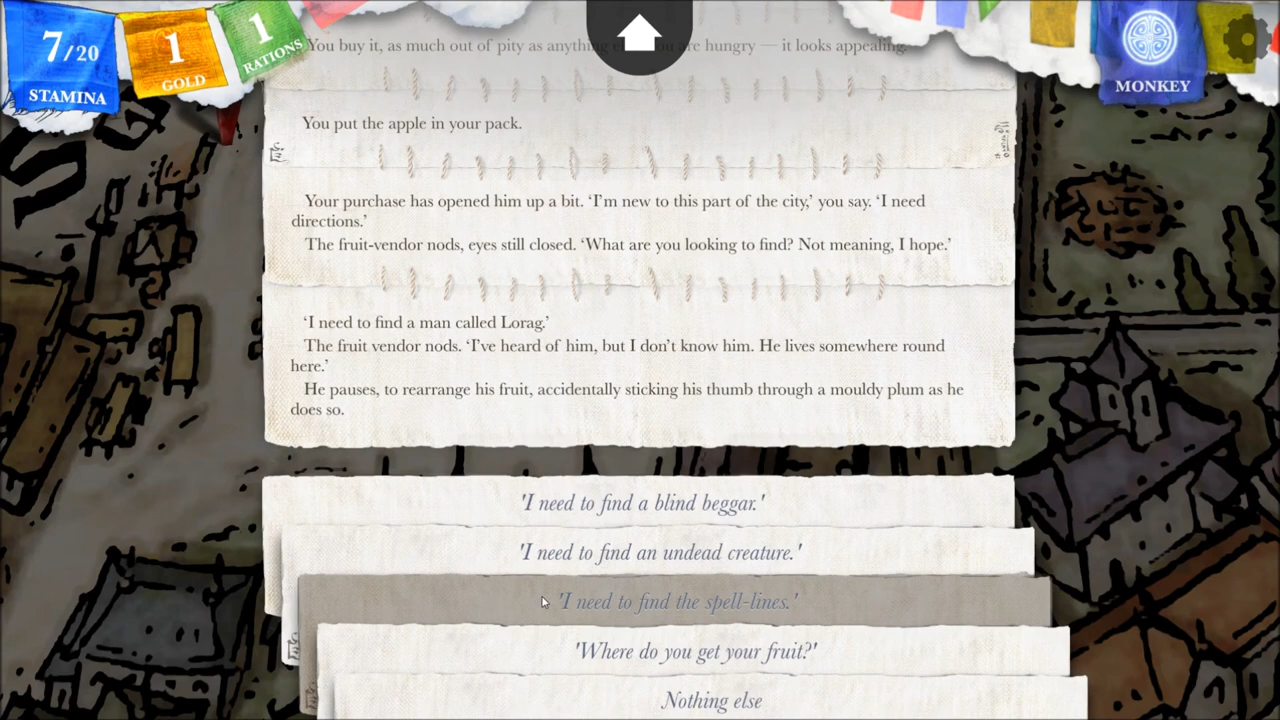 7/20
STAMINA
1
GOLD
1
RATIONS
MONKEY
You buy it, as much out of pity as anything are hungry — it looks appealing.
You put the apple in your pack.
Your purchase has opened him up a bit. ‘I’m new to this part of the city,’ you say. ‘I need
directions.’
The fruit-vendor nods, eyes still closed. ‘What are you looking to find? Not meaning, I hope.’
‘I need to find a man called Lorag.’
The fruit vendor nods. ‘I’ve heard of him, but I don’t know him. He lives somewhere round
here.’
He pauses, to rearrange his fruit, accidentally sticking his thumb through a mouldy plum as he
does so.
'I need to find a blind beggar.'
'I need to find an undead creature.'
'I need to find the spell-lines.'
'Where do you get your fruit?'
Nothing else